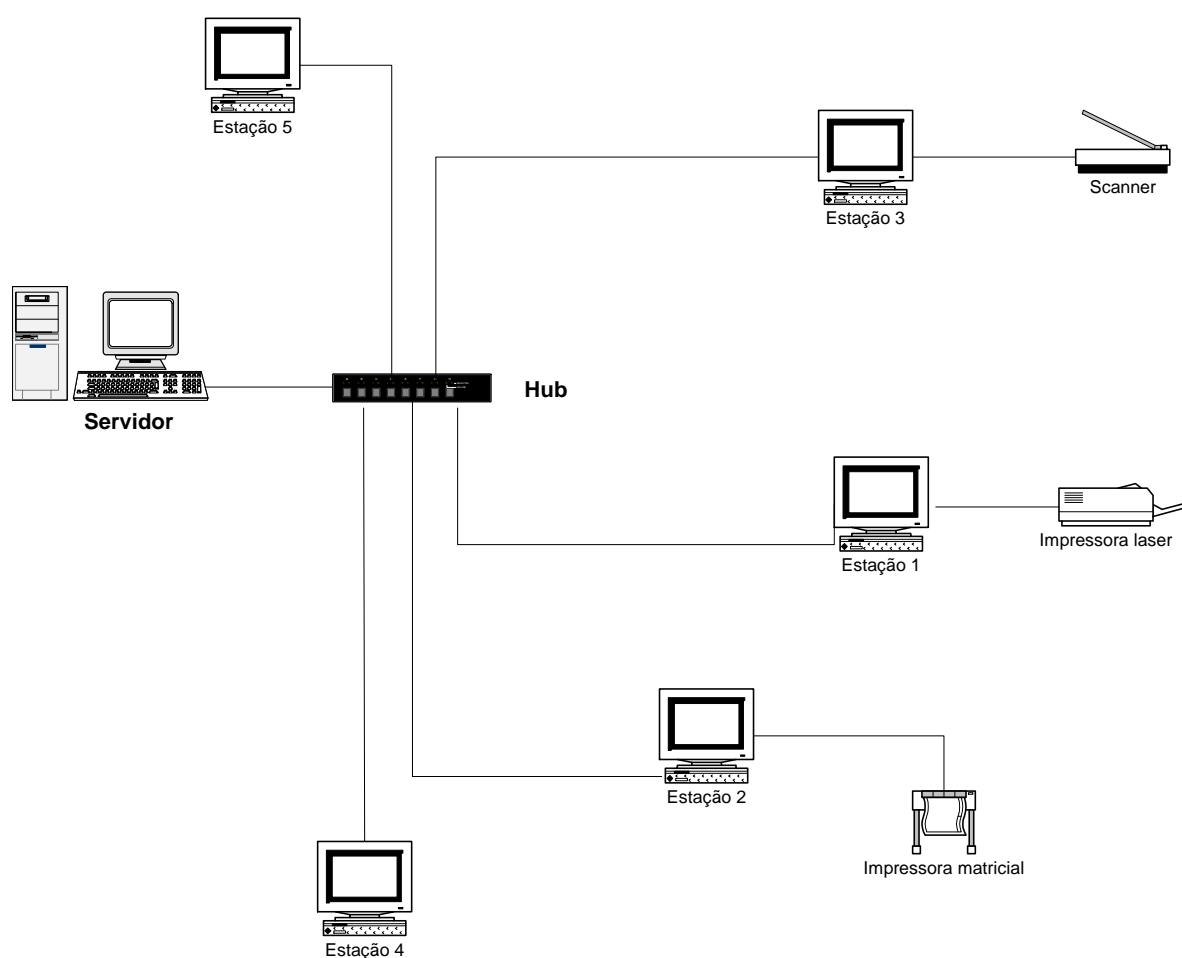 Estação 5
Estação 3
Scanner
Hub
Servidor
Estação 1
Impressora laser
Estação 2
Impressora matricial
Estação 4